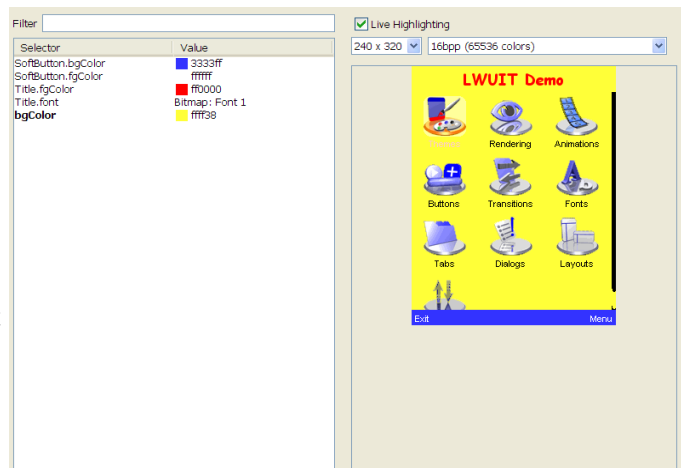 Filter
Live Highlighting
240 x 320
16bpp (65536 colors)
Selector Value
SoftButton.bgColor 3333ff
SoftButton.fgColor ffffff
Title.fgColor ff0000
Title.font Bitmap: Font 1
bgColor ffff38
LWUIT Demo
Themes Rendering Animations
Buttons Transitions Fonts
Tabs Dialogs Layouts
Exit Menu